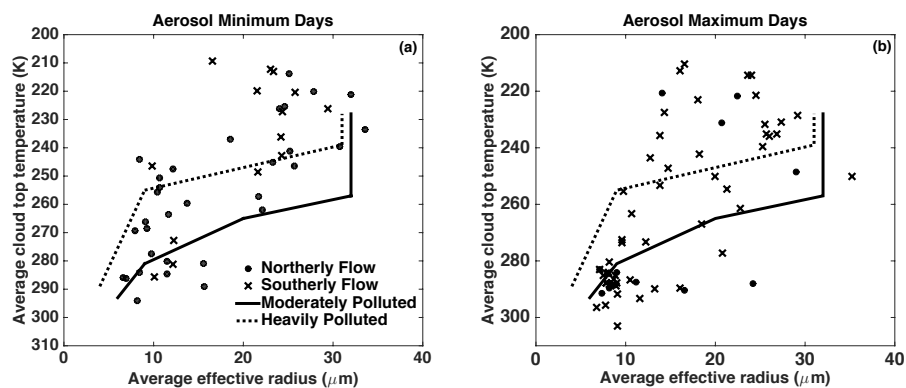 Aerosol Minimum Days
(a)
Average cloud top temperature (K)
200
210
220
230
240
250
260
270
280
290
300
310
Northerly Flow
Southerly Flow
Moderately Polluted
Heavily Polluted
0 10 20 30 40
Average effective radius (μm)
Aerosol Maximum Days
(b)
Average cloud top temperature (K)
200
220
240
260
280
300
0 10 20 30 40
Average effective radius (μm)